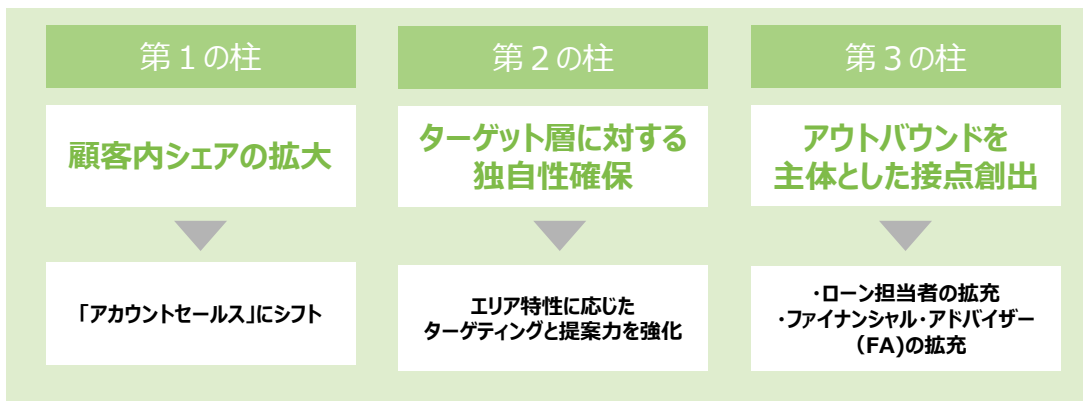 第１の柱
顧客内シェアの拡大
「アカウントセールス」にシフト
第２の柱
ターゲット層に対する
独自性確保
エリア特性に応じた
ターゲティングと提案力を強化
第３の柱
アウトバウンドを
主体とした接点創出
・ローン担当者の拡充
・ファイナンシャル・アドバイザー
（FA)の拡充